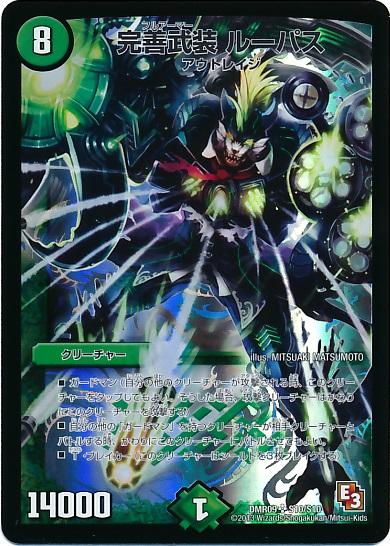 8
フルアーマー
完善武装 ルーパス
アウトレイジ
クリーチャー
illus. MITSUAKI MATSUMOTO
■ ガードマン(自分の他のクリーチャーが攻撃される時、このクリー
チャーをタップしてもよい。そうした場合、攻撃クリーチャーはかわり
にこのクリーチャーを攻撃する)
■ 自分の他の「ガードマン」を持つクリーチャーが相手クリーチャーと
バトルする時、かわりにこのクリーチャーにバトルさせてもよい。
■ T・ブレイカー(このクリーチャーはシールドを3枚ブレイクする)
14000
T
E3
DMR09 S10/S10
©2013 Wizards/Shogakukan/Mitsui-Kids